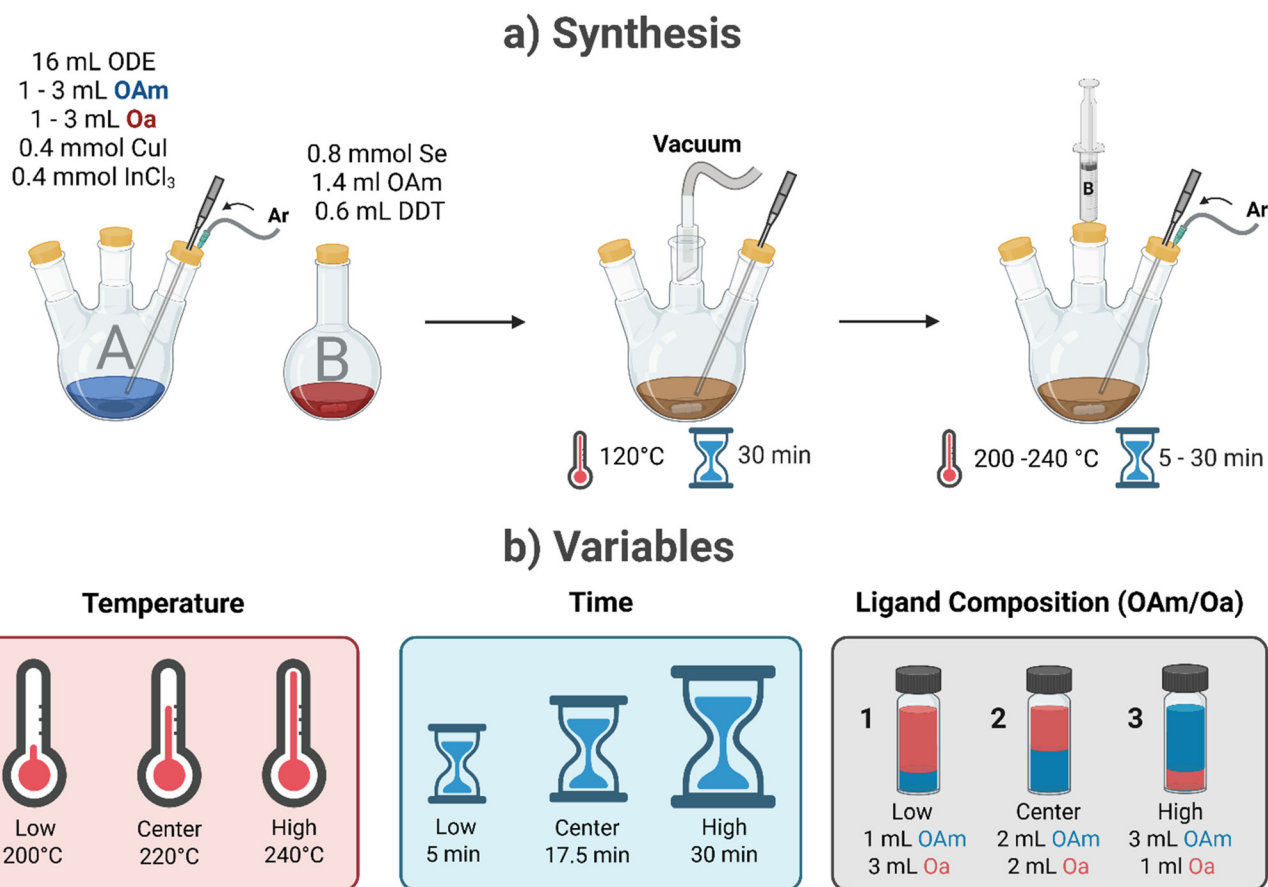 a) Synthesis
16 mL ODE
1 - 3 mL OAm
1 - 3 mL Oa
0.4 mmol CuI
0.4 mmol InCl₃
Ar
A
0.8 mmol Se
1.4 ml OAm
0.6 mL DDT
B
Vacuum
120°C
30 min
B
Ar
200 -240 °C
5 - 30 min
b) Variables
Temperature
Low
200°C
Center
220°C
High
240°C
Time
Low
5 min
Center
17.5 min
High
30 min
Ligand Composition (OAm/Oa)
1
Low
1 mL OAm
3 mL Oa
2
Center
2 mL OAm
2 mL Oa
3
High
3 mL OAm
1 ml Oa